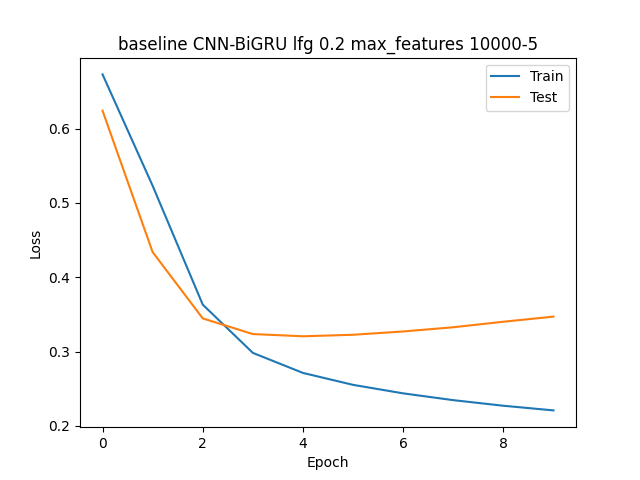 baseline CNN-BiGRU lfg 0.2 max_features 10000-5
Train
Test
0.6
0.5
0.4
0.3
0.2
Loss
0 2 4 6 8
Epoch